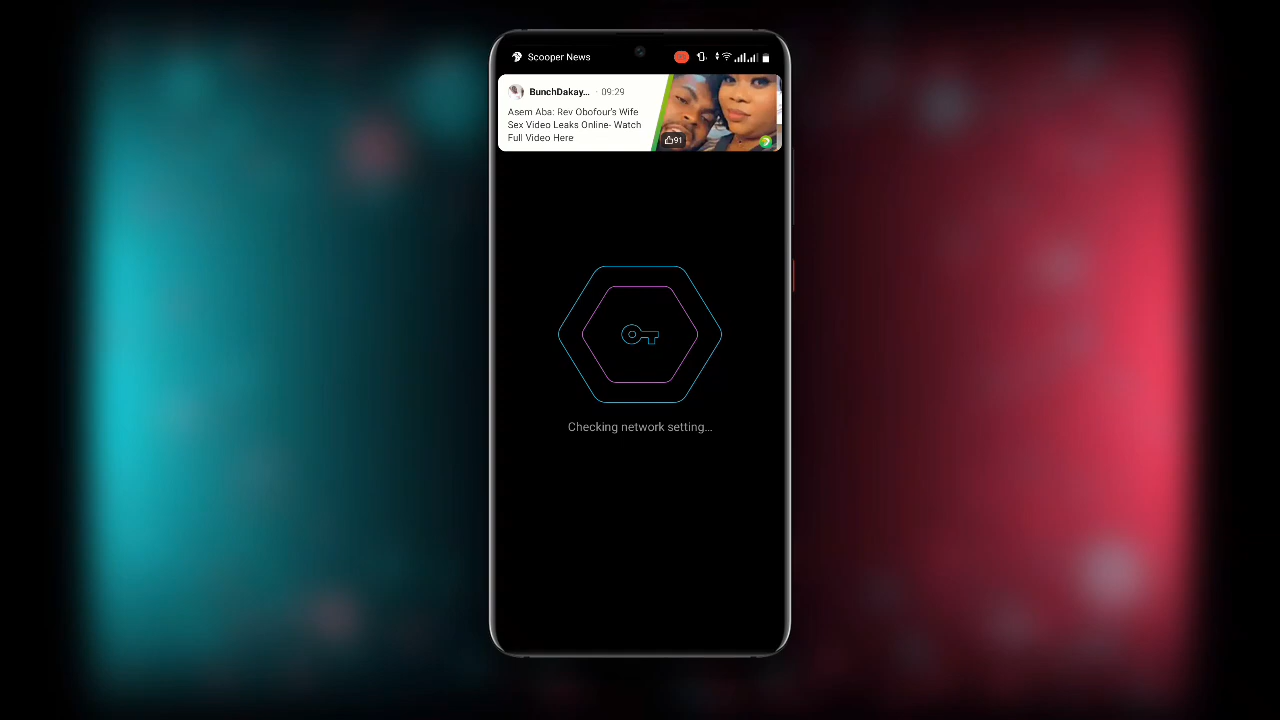 Scooper News
BunchDakay... · 09:29
Asem Aba: Rev Obofour's Wife
Sex Video Leaks Online- Watch
Full Video Here
91
Checking network setting...